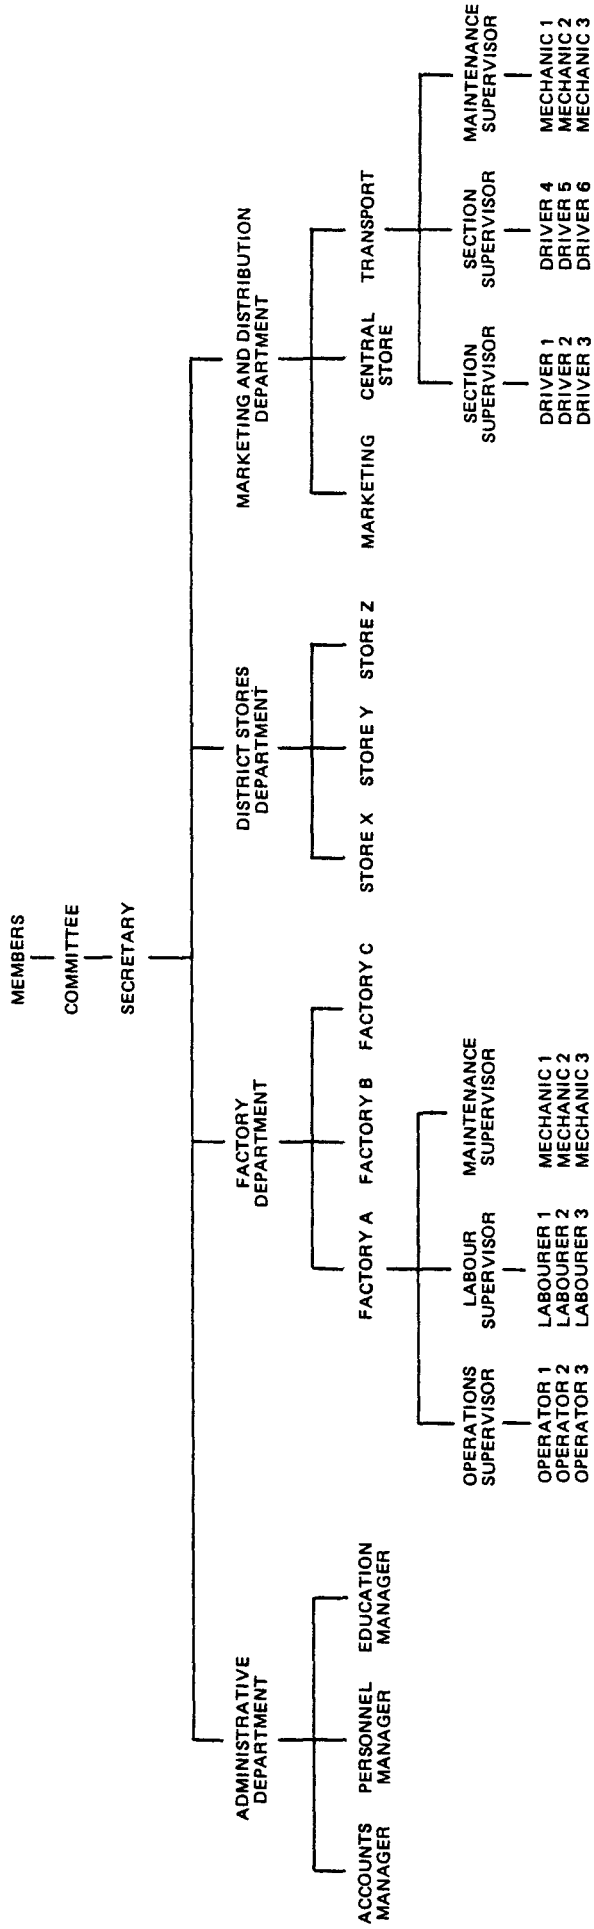 MEMBERS
COMMITTEE
SECRETARY
ADMINISTRATIVE
DEPARTMENT
FACTORY
DEPARTMENT
DISTRICT STORES
DEPARTMENT
MARKETING AND DISTRIBUTION
DEPARTMENT
ACCOUNTS
MANAGER
PERSONNEL
MANAGER
EDUCATION
MANAGER
FACTORY A
FACTORY B
FACTORY C
STORE X
STORE Y
STORE Z
MARKETING
CENTRAL
STORE
TRANSPORT
OPERATIONS
SUPERVISOR
LABOUR
SUPERVISOR
MAINTENANCE
SUPERVISOR
SECTION
SUPERVISOR
SECTION
SUPERVISOR
MAINTENANCE
SUPERVISOR
OPERATOR 1
OPERATOR 2
OPERATOR 3
LABOURER 1
LABOURER 2
LABOURER 3
MECHANIC 1
MECHANIC 2
MECHANIC 3
DRIVER 1
DRIVER 2
DRIVER 3
DRIVER 4
DRIVER 5
DRIVER 6
MECHANIC 1
MECHANIC 2
MECHANIC 3